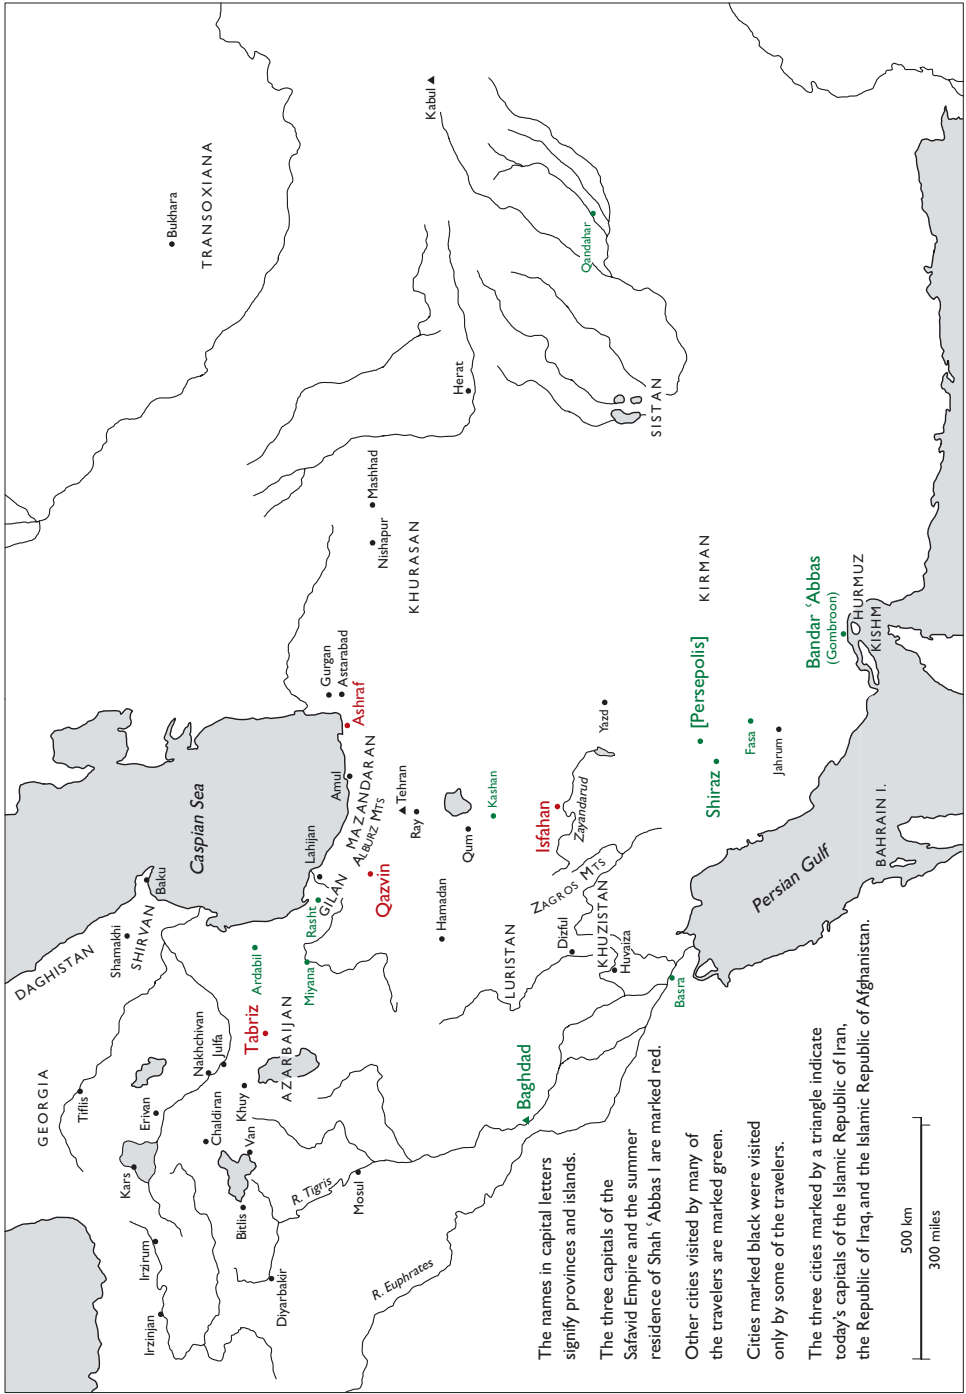 DAGHISTAN
GEORGIA
TRANSOXIANA
Bukhara
Tiflis
Shamakhi
SHIRVAN
Baku
Caspian Sea
Kars
Erivan
Nakhchivan
Julfa
Irzirum
Irzinjan
Chaldiran
Khuy
Van
Bitlis
Tabriz
Ardabil
AZARBAIJAN
Miyana
Rasht
GILAN
Lahijan
Amul
MAZANDARAN
ALBURZ MTS
Ashraf
Gurgan
Astarabad
Diyarbakir
R. Tigris
Mosul
Qazvin
Tehran
Ray
Nishapur
Mashhad
KHURASAN
Herat
Kabul
R. Euphrates
Hamadan
Qum
Kashan
LURISTAN
Baghdad
ZAGROS MTS
Isfahan
Zayandarud
Yazd
Dizful
KHUZISTAN
Huvaiza
Basra
Qandahar
SISTAN
KIRMAN
[Persepolis]
Shiraz
Fasa
Jahrum
Persian Gulf
BAHRAIN I.
Bandar ʿAbbas
(Gombroon)
HURMUZ
KISHM
The names in capital letters
signify provinces and islands.
The three capitals of the
Safavid Empire and the summer
residence of Shah ʿAbbas I are marked red.
Other cities visited by many of
the travelers are marked green.
Cities marked black were visited
only by some of the travelers.
The three cities marked by a triangle indicate
today's capitals of the Islamic Republic of Iran,
the Republic of Iraq, and the Islamic Republic of Afghanistan.
500 km
300 miles